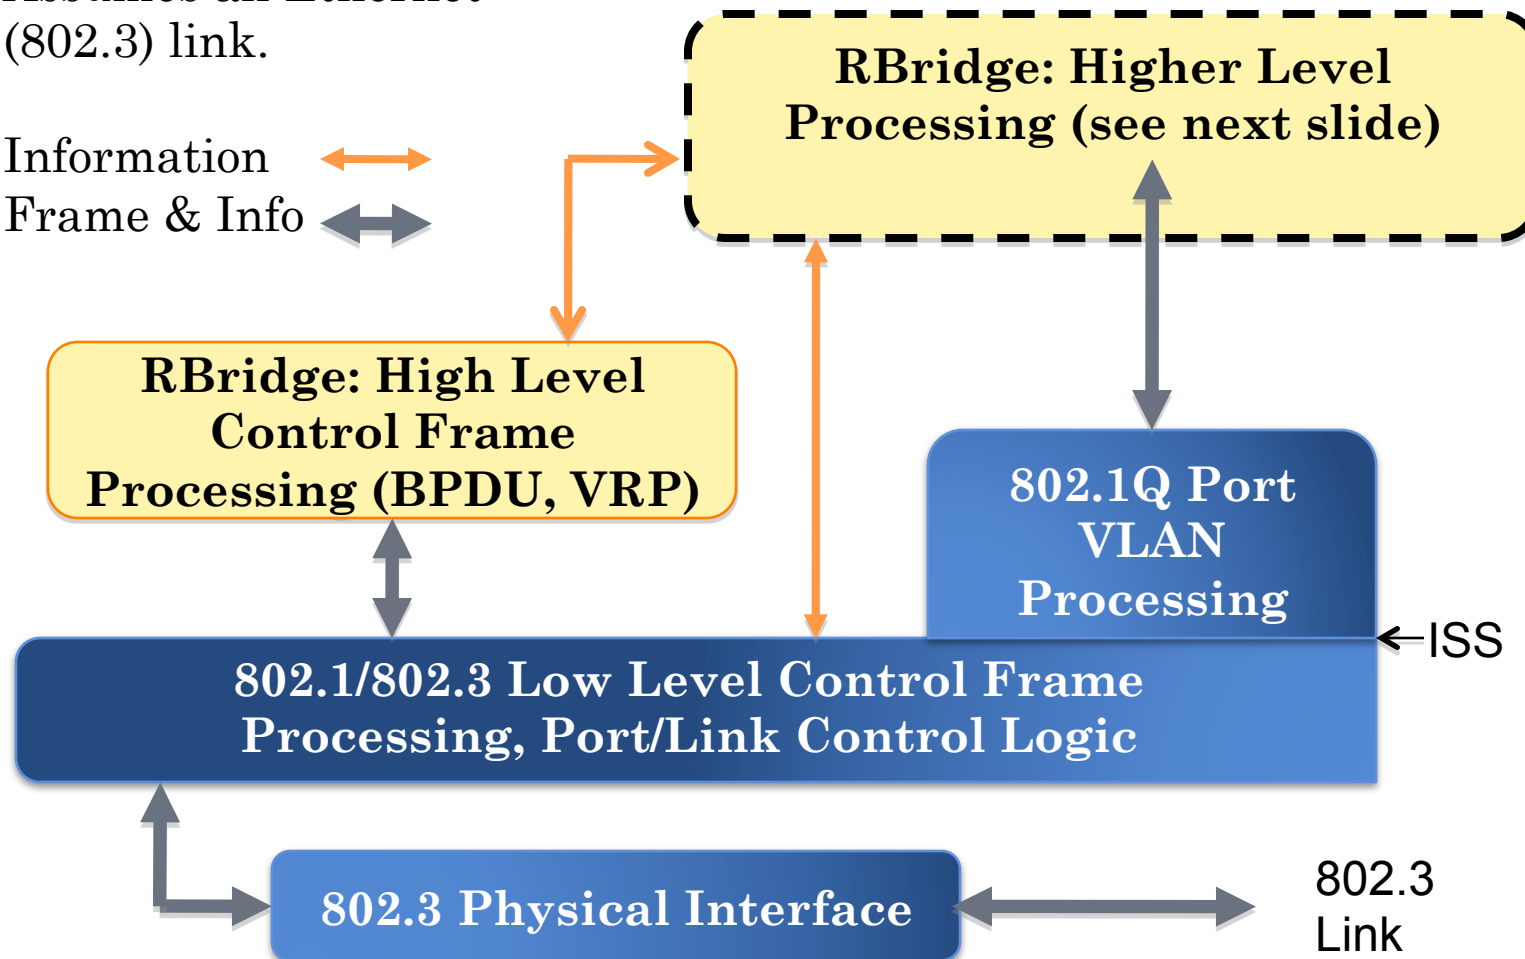 (802.3) link.
Information
Frame & Info
RBridge: Higher Level
Processing (see next slide)
RBridge: High Level
Control Frame
Processing (BPDU, VRP)
802.1Q Port
VLAN
Processing
ISS
802.1/802.3 Low Level Control Frame
Processing, Port/Link Control Logic
802.3 Physical Interface
802.3
Link